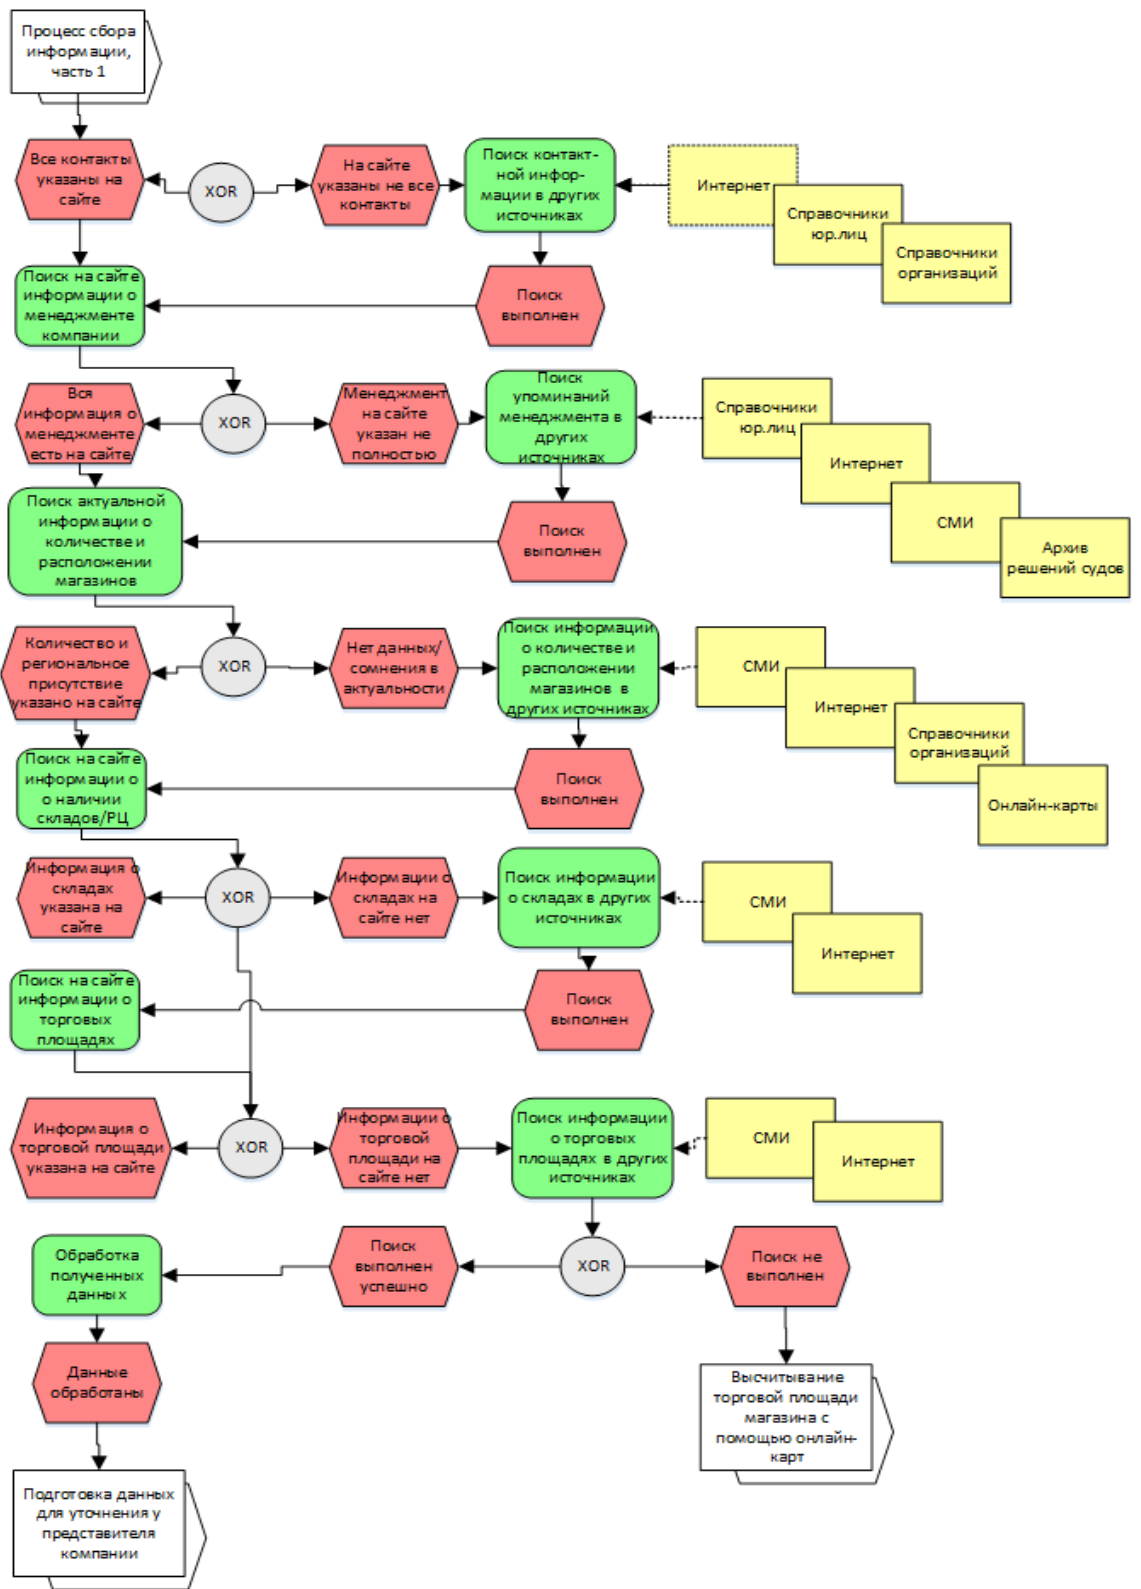 Процесс сбора
информации,
часть 1
Все контакты
указаны на
сайте
XOR
На сайте
указаны не все
контакты
Поиск контакт-
ной инфор-
мации в других
источниках
Интернет
Справочники
юр.лиц
Справочники
организаций
Поиск на сайте
информации о
менеджменте
компании
Поиск
выполнен
Вся
информация о
менеджменте
есть на сайте
XOR
Менеджмент
на сайте
указан не
полностью
Поиск
упоминаний
менеджмента в
других
источниках
Справочники
юр.лиц
Интернет
СМИ
Архив
решений судов
Поиск актуальной
информации о
количестве и
расположении
магазинов
Поиск
выполнен
Количество и
региональное
присутствие
указано на сайте
XOR
Нет данных/
сомнения в
актуальности
Поиск информации
о количестве и
расположении
магазинов в
других источниках
СМИ
Интернет
Справочники
организаций
Онлайн-карты
Поиск на сайте
информации о
о наличии
складов/РЦ
Поиск
выполнен
Информация о
складах
указана на
сайте
XOR
Информации о
складах на
сайте нет
Поиск информации
о складах в других
источниках
СМИ
Интернет
Поиск на сайте
информации о
торговых
площадях
Поиск
выполнен
Информация о
торговой площади
указана на сайте
XOR
Информации о
торговой
площади на
сайте нет
Поиск информации
о торговых
площадях в других
источниках
СМИ
Интернет
Обработка
полученных
данных
Поиск
выполнен
успешно
XOR
Поиск не
выполнен
Данные
обработаны
Высчитывание
торговой площади
магазина с
помощью онлайн-
карт
Подготовка данных
для уточнения у
представителя
компании